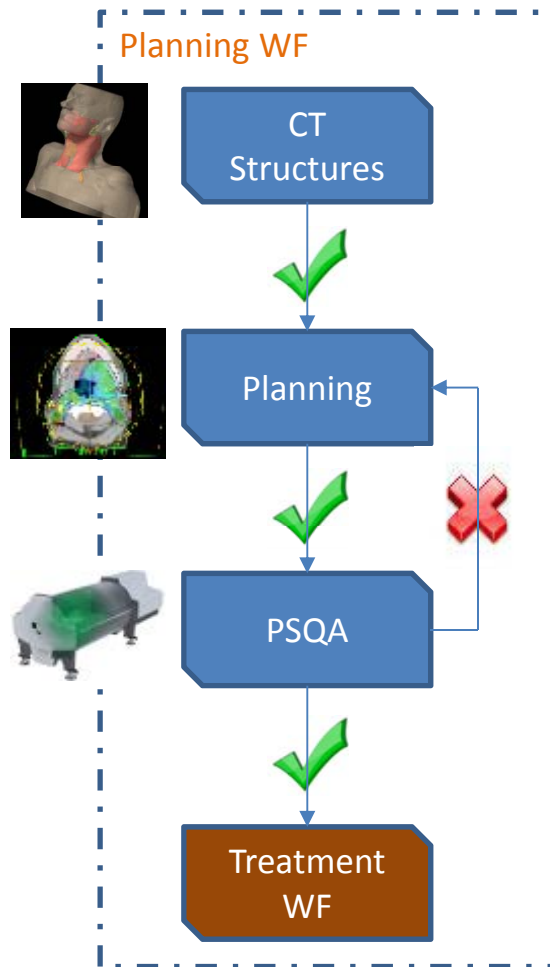 Planning WF
CT
Structures
Planning
PSQA
Treatment
WF